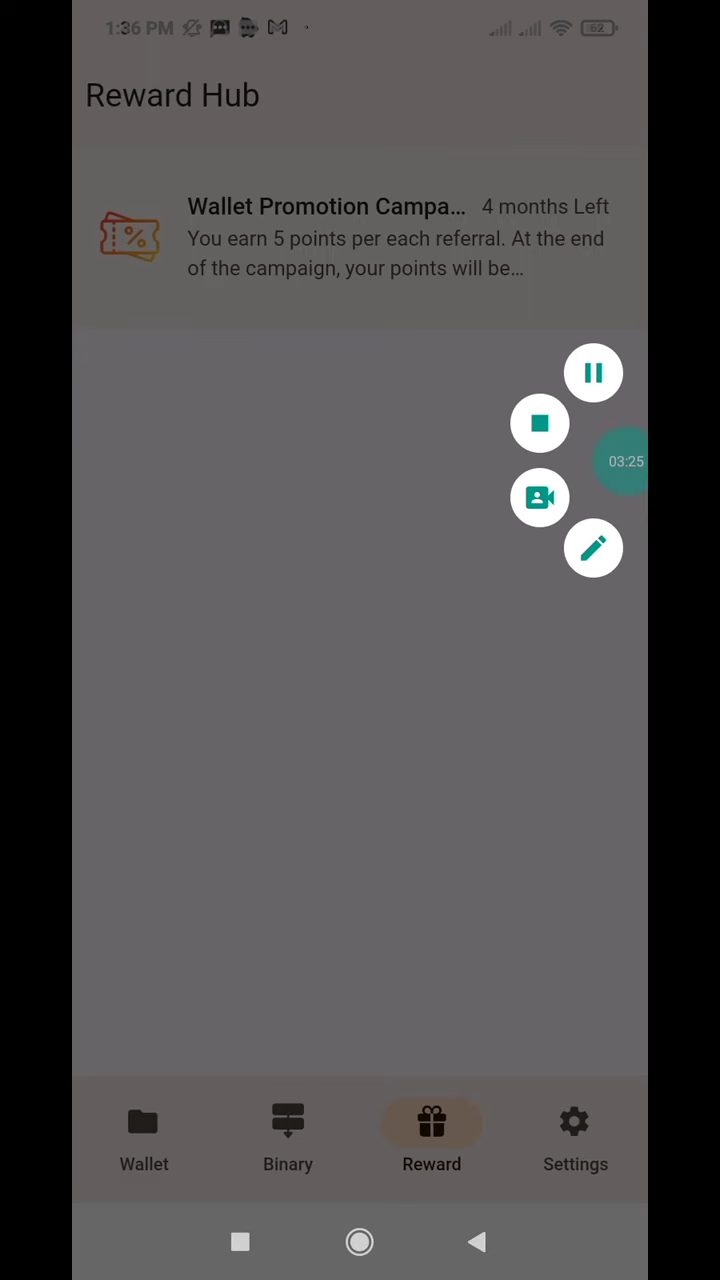 1:36 PM
62
Reward Hub
Wallet Promotion Campa... 4 months Left
You earn 5 points per each referral. At the end
of the campaign, your points will be...
03:25
Wallet
Binary
Reward
Settings